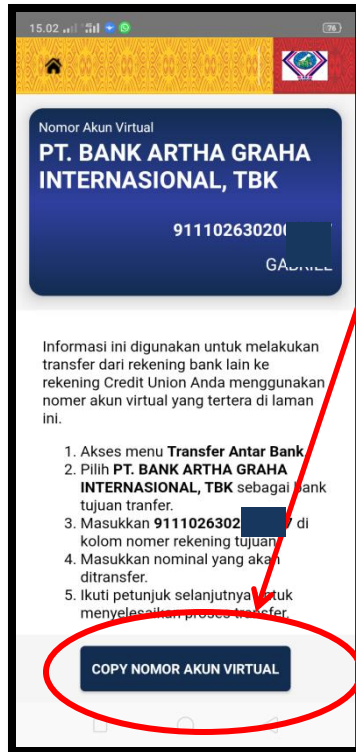 15.02
76
Nomor Akun Virtual
PT. BANK ARTHA GRAHA
INTERNASIONAL, TBK
9111026302
Informasi ini digunakan untuk melakukan
transfer dari rekening bank lain ke
rekening Credit Union Anda menggunakan
nomer akun virtual yang tertera di laman
ini.
1. Akses menu Transfer Antar Bank.
2. Pilih PT. BANK ARTHA GRAHA
INTERNASIONAL, TBK sebagai bank
tujuan tranfer.
3. Masukkan 9111026302 di
kolom nomer rekening tujuan.
4. Masukkan nominal yang akan
ditransfer.
5. Ikuti petunjuk selanjutnya untuk
menyelesaikan proses transfer.
COPY NOMOR AKUN VIRTUAL